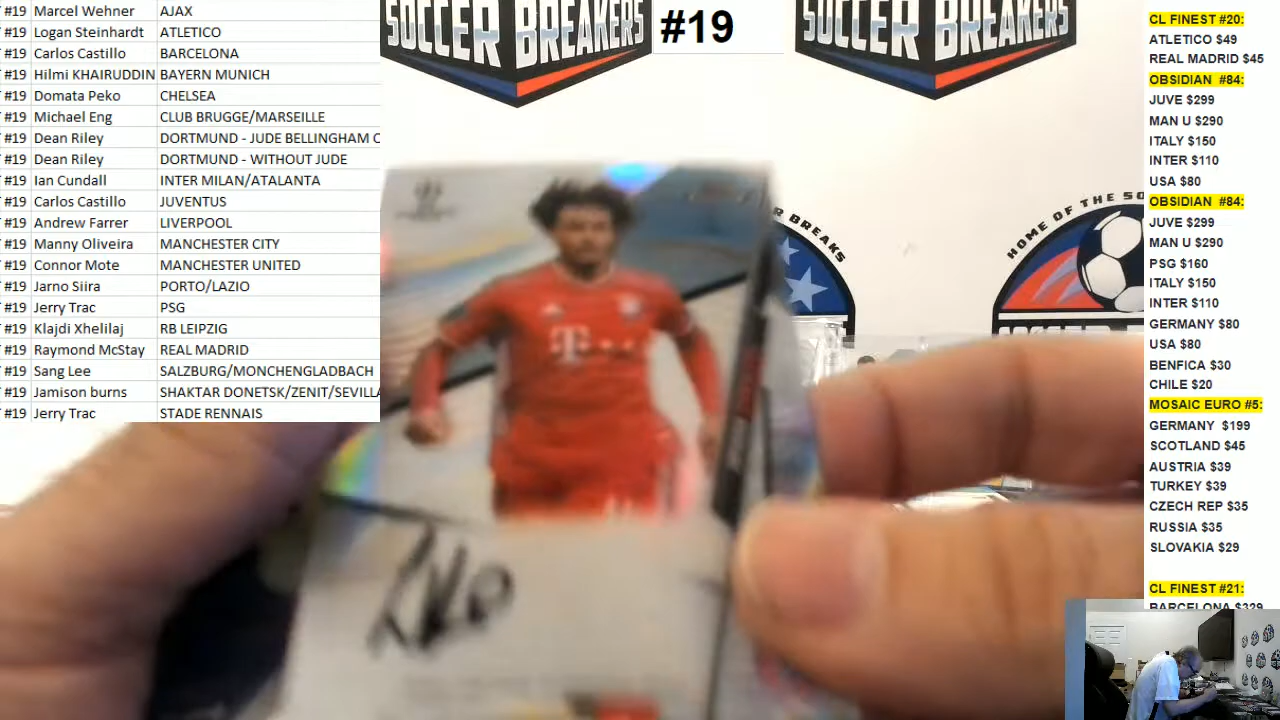 #19 Marcel Wehner AJAX
#19 Logan Steinhardt ATLETICO
#19 Carlos Castillo BARCELONA
#19 Hilmi KHAIRUDDIN BAYERN MUNICH
#19 Domata Peko CHELSEA
#19 Michael Eng CLUB BRUGGE/MARSEILLE
#19 Dean Riley DORTMUND - JUDE BELLINGHAM C
#19 Dean Riley DORTMUND - WITHOUT JUDE
#19 Ian Cundall INTER MILAN/ATALANTA
#19 Carlos Castillo JUVENTUS
#19 Andrew Farrer LIVERPOOL
#19 Manny Oliveira MANCHESTER CITY
#19 Connor Mote MANCHESTER UNITED
#19 Jarno Siira PORTO/LAZIO
#19 Jerry Trac PSG
#19 Klajdi Xhelilaj RB LEIPZIG
#19 Raymond McStay REAL MADRID
#19 Sang Lee SALZBURG/MONCHENGLADBACH
#19 Jamison burns SHAKTAR DONETSK/ZENIT/SEVILLA
#19 Jerry Trac STADE RENNAIS
SOCCER BREAKERS
#19
SOCCER BREAKERS
R BREAKS
HOME OF THE SO
T
CL FINEST #20:
ATLETICO $49
REAL MADRID $45
OBSIDIAN #84:
JUVE $299
MAN U $290
ITALY $150
INTER $110
USA $80
OBSIDIAN #84:
JUVE $299
MAN U $290
PSG $160
ITALY $150
INTER $110
GERMANY $80
USA $80
BENFICA $30
CHILE $20
MOSAIC EURO #5:
GERMANY $199
SCOTLAND $45
AUSTRIA $39
TURKEY $39
CZECH REP $35
RUSSIA $35
SLOVAKIA $29
CL FINEST #21:
BARCELONA $329